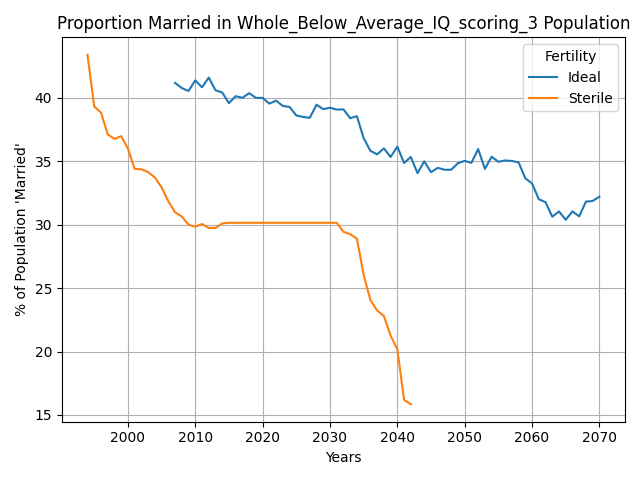 Proportion Married in Whole_Below_Average_IQ_scoring_3 Population
Fertility
Ideal
Sterile
% of Population 'Married'
40
35
30
25
20
15
2000 2010 2020 2030 2040 2050 2060 2070
Years